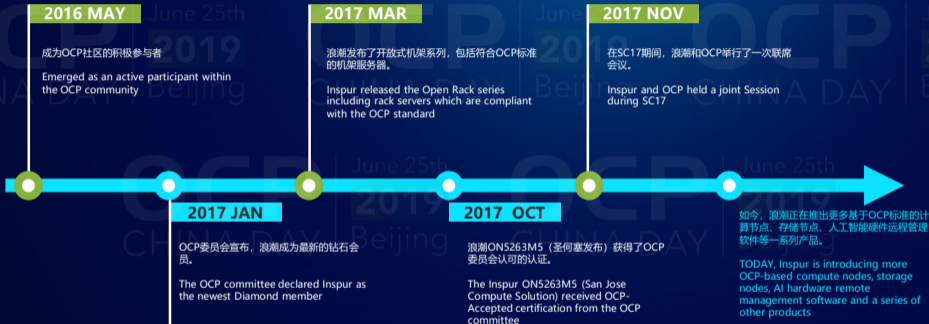 2016 MAY
成为OCP社区的积极参与者
Emerged as an active participant within
the OCP community
2017 MAR
浪潮发布了开放式机架系列，包括符合OCP标准
的机架服务器。
Inspur released the Open Rack series
including rack servers which are compliant
with the OCP standard
2017 NOV
在SC17期间，浪潮和OCP举行了一次联席
会议。
Inspur and OCP held a joint Session
during SC17
2017 JAN
OCP委员会宣布，浪潮成为最新的钻石会
员。
The OCP committee declared Inspur as
the newest Diamond member
2017 OCT
浪潮ON5263M5（圣何塞发布）获得了OCP
委员会认可的认证。
The Inspur ON5263M5 (San Jose
Compute Solution) received OCP-
Accepted certification from the OCP
committee
如今，浪潮正在推出更多基于OCP标准的计
算节点、存储节点、人工智能硬件远程管理
软件等一系列产品。
TODAY, Inspur is introducing more
OCP-based compute nodes, storage
nodes, AI hardware remote
management software and a series of
other products
OCP
CHINA DAY
June 25th
2019
Beijing